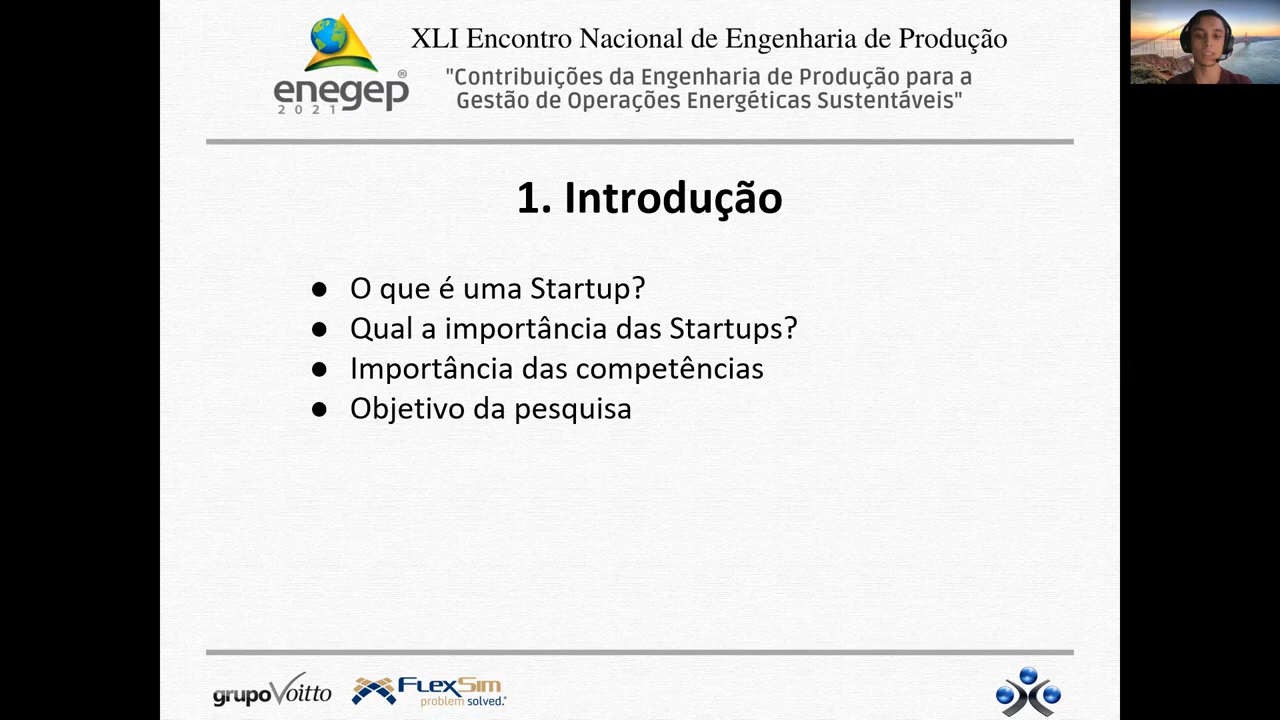 XLI Encontro Nacional de Engenharia de Produção
"Contribuições da Engenharia de Produção para a
Gestão de Operações Energéticas Sustentáveis"
enegep®
2021
1. Introdução
● O que é uma Startup?
● Qual a importância das Startups?
● Importância das competências
● Objetivo da pesquisa
grupoVoitto
FLEXSIM
problem solved.®